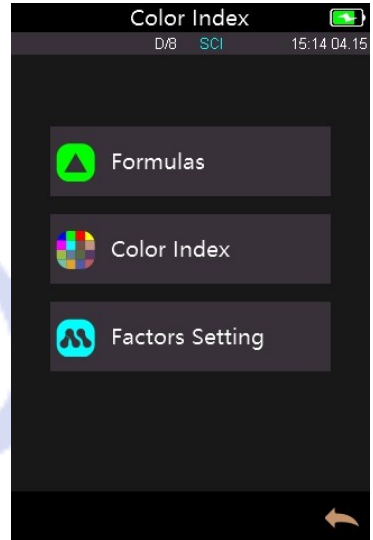 Color Index
D/8 SCI 15:14 04.15
Formulas
Color Index
Factors Setting